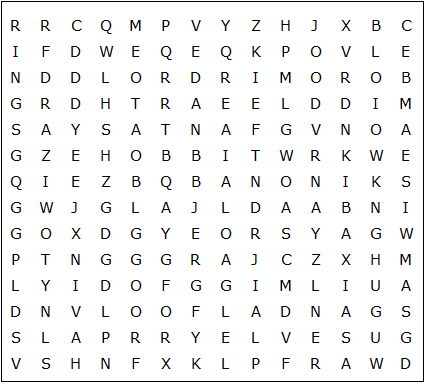 R R C Q M P V Y Z H J X B C
I F D W E Q E Q K P O V L E
N D D L O R D R I M O R O B
G R D H T R A E E L D D I M
S A Y S A T N A F G V N O A
G Z E H O B B I T W R K W E
Q I E Z B Q B A N O N I K S
G W J G L A J L D A A B N I
G O X D G Y E O R S Y A G W
P T N G G G R A J C Z X H M
L Y I D O F G G I M L I U A
D N V L O O F L A D N A G S
S L A P R R Y E L V E S U G
V S H N F X K L P F R A W D